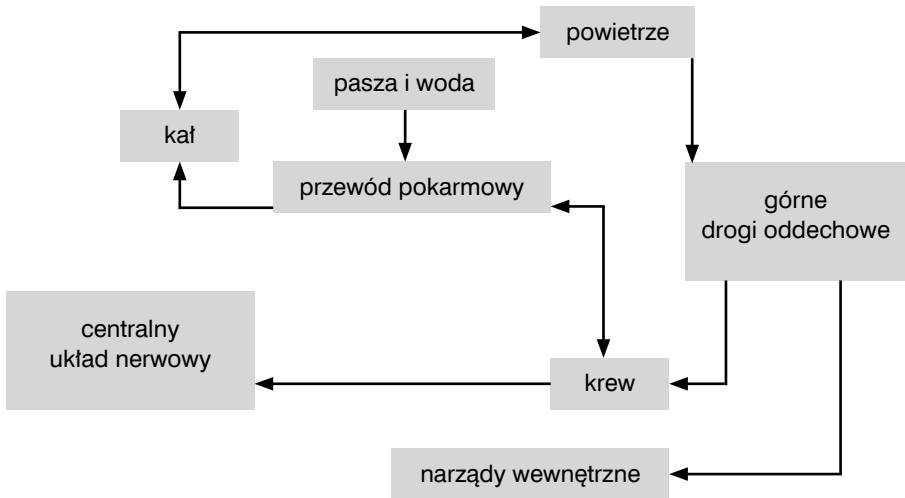 powietrze
pasza i woda
kał
przewód pokarmowy
górne
drogi oddechowe
centralny
układ nerwowy
krew
narządy wewnętrzne